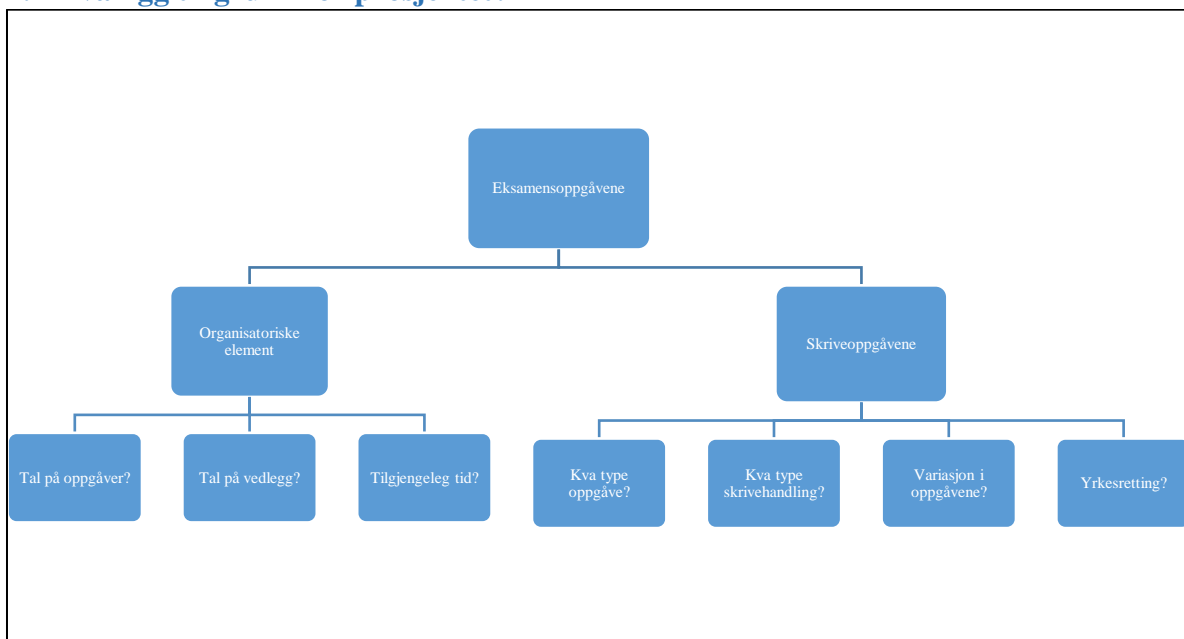 Eksamensoppgåvene
Organisatoriske
element
Skriveoppgåvene
Tal på oppgåver?
Tal på vedlegg?
Tilgjengeleg tid?
Kva type
oppgåve?
Kva type
skrivehandling?
Variasjon i
oppgåvene?
Yrkesretting?